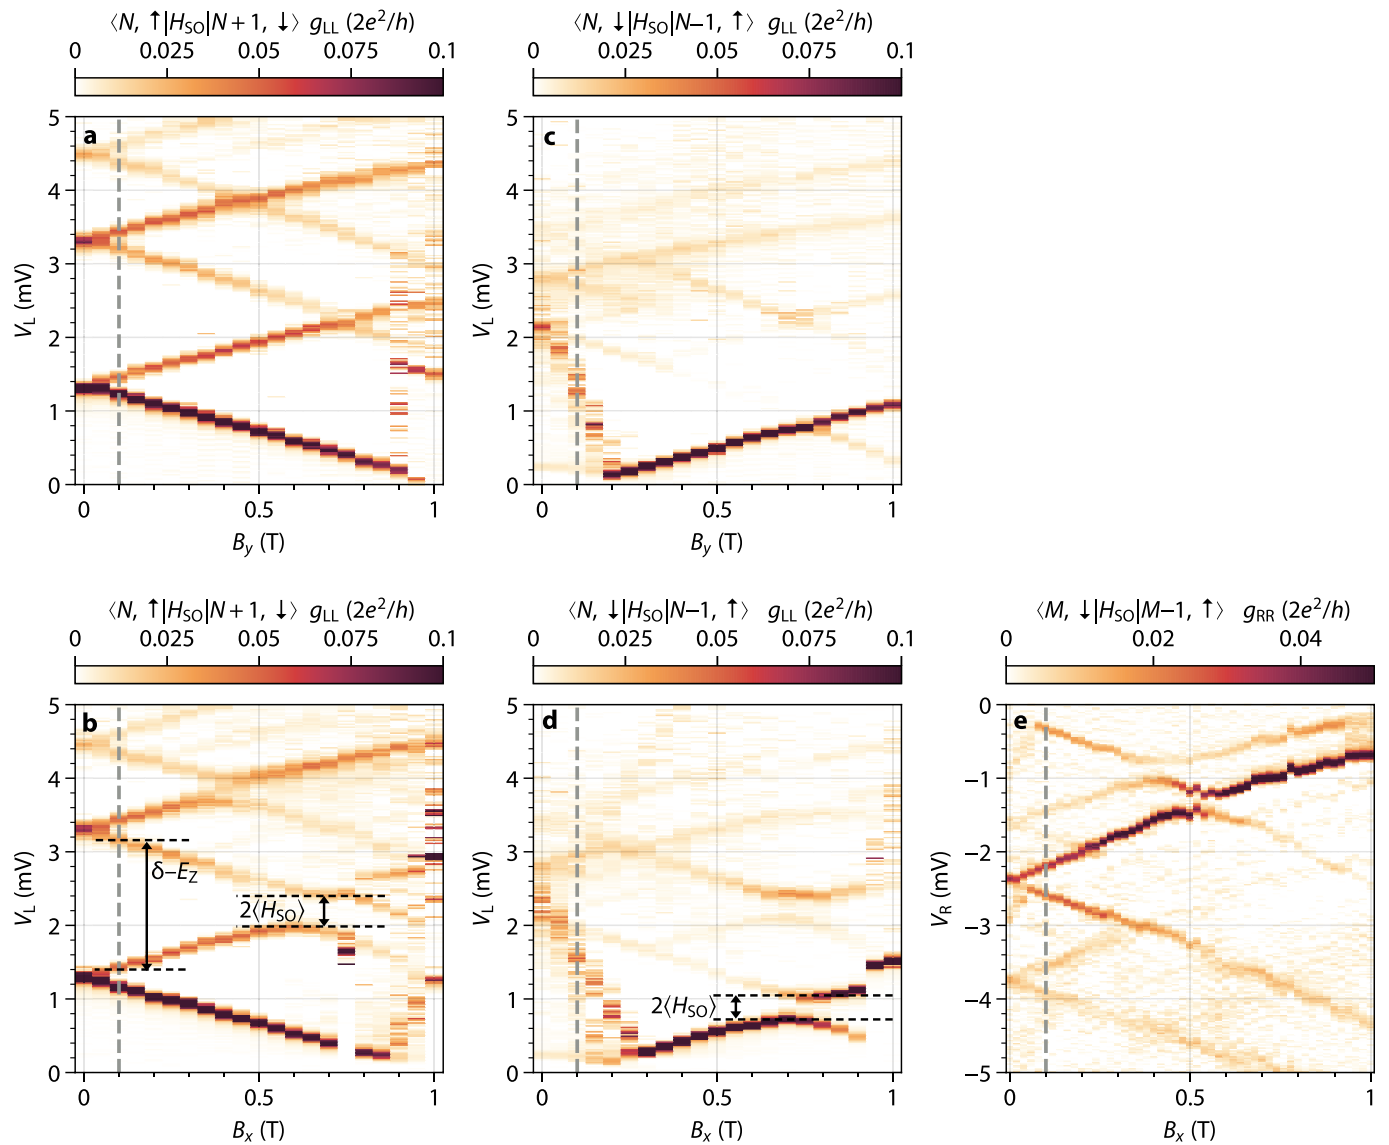 ⟨N, ↑|H_SO|N + 1, ↓⟩ g_LL (2e²/h)
0 0.025 0.05 0.075 0.1
⟨N, ↓|H_SO|N−1, ↑⟩ g_LL (2e²/h)
0 0.025 0.05 0.075 0.1
a
5
4
3
2
1
0
V_L (mV)
0 0.5 1
B_y (T)
c
5
4
3
2
1
0
V_L (mV)
0 0.5 1
B_y (T)
⟨N, ↑|H_SO|N + 1, ↓⟩ g_LL (2e²/h)
0 0.025 0.05 0.075 0.1
⟨N, ↓|H_SO|N−1, ↑⟩ g_LL (2e²/h)
0 0.025 0.05 0.075 0.1
⟨M, ↓|H_SO|M−1, ↑⟩ g_RR (2e²/h)
0 0.02 0.04
b
5
4
3
2
1
0
V_L (mV)
δ−E_Z
2⟨H_SO⟩
0 0.5 1
B_x (T)
d
5
4
3
2
1
0
V_L (mV)
2⟨H_SO⟩
0 0.5 1
B_x (T)
e
0
−1
−2
−3
−4
−5
V_R (mV)
0 0.5 1
B_x (T)